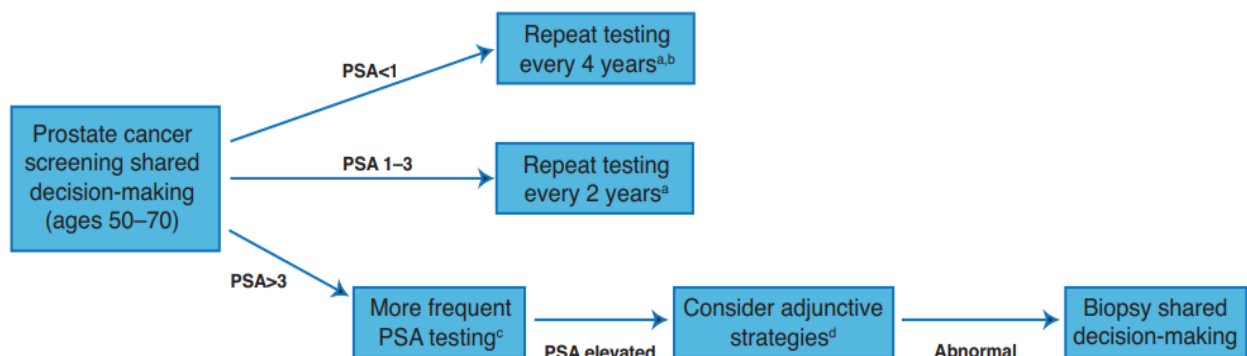 Repeat testing
every 4 years^a,b
PSA<1
Prostate cancer
screening shared
decision-making
(ages 50–70)
PSA 1–3
Repeat testing
every 2 years^a
PSA>3
More frequent
PSA testing^c
PSA elevated
Consider adjunctive
strategies^d
Abnormal
Biopsy shared
decision-making